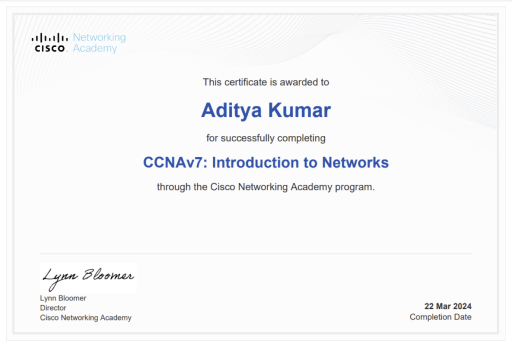 Networking
CISCO. Academy
This certificate is awarded to
Aditya Kumar
for successfully completing
CCNAv7: Introduction to Networks
through the Cisco Networking Academy program.
Lynn Bloomer
Lynn Bloomer
Director
Cisco Networking Academy
22 Mar 2024
Completion Date